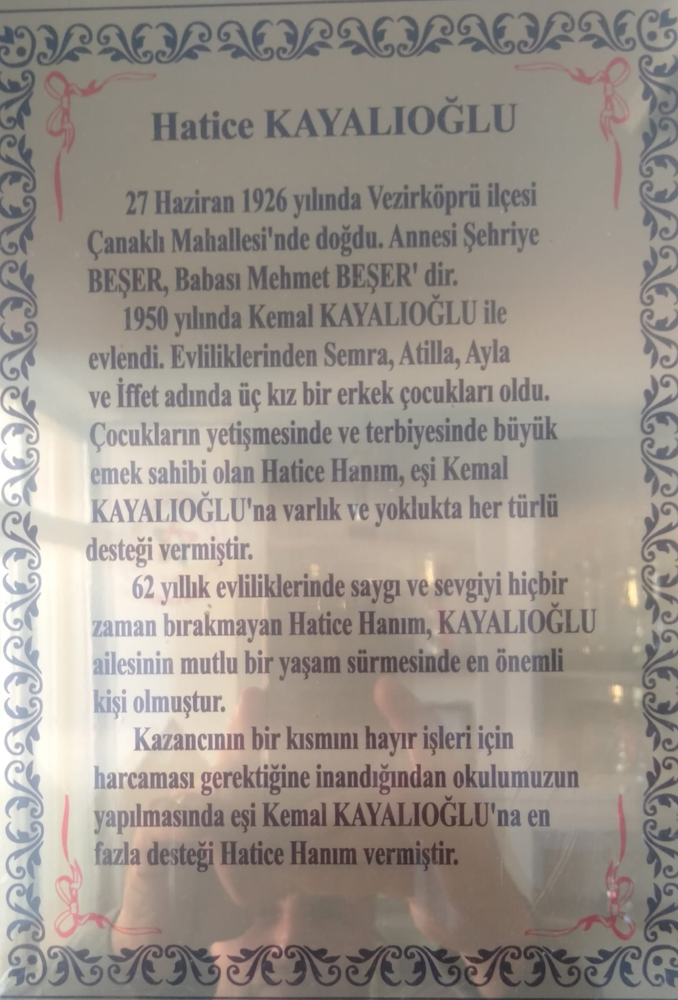 Hatice KAYALIOĞLU
27 Haziran 1926 yılında Vezirköprü ilçesi
Çanaklı Mahallesi'nde doğdu. Annesi Şehriye
BEŞER, Babası Mehmet BEŞER' dir.
1950 yılında Kemal KAYALIOĞLU ile
evlendi. Evliliklerinden Semra, Atilla, Ayla
ve İffet adında üç kız bir erkek çocukları oldu.
Çocukların yetişmesinde ve terbiyesinde büyük
emek sahibi olan Hatice Hanım, eşi Kemal
KAYALIOĞLU'na varlık ve yoklukta her türlü
desteği vermiştir.
62 yıllık evliliklerinde saygı ve sevgiyi hiçbir
zaman bırakmayan Hatice Hanım, KAYALIOĞLU
ailesinin mutlu bir yaşam sürmesinde en önemli
kişi olmuştur.
Kazancının bir kısmını hayır işleri için
harcaması gerektiğine inandığından okulumuzun
yapılmasında eşi Kemal KAYALIOĞLU'na en
fazla desteği Hatice Hanım vermiştir.